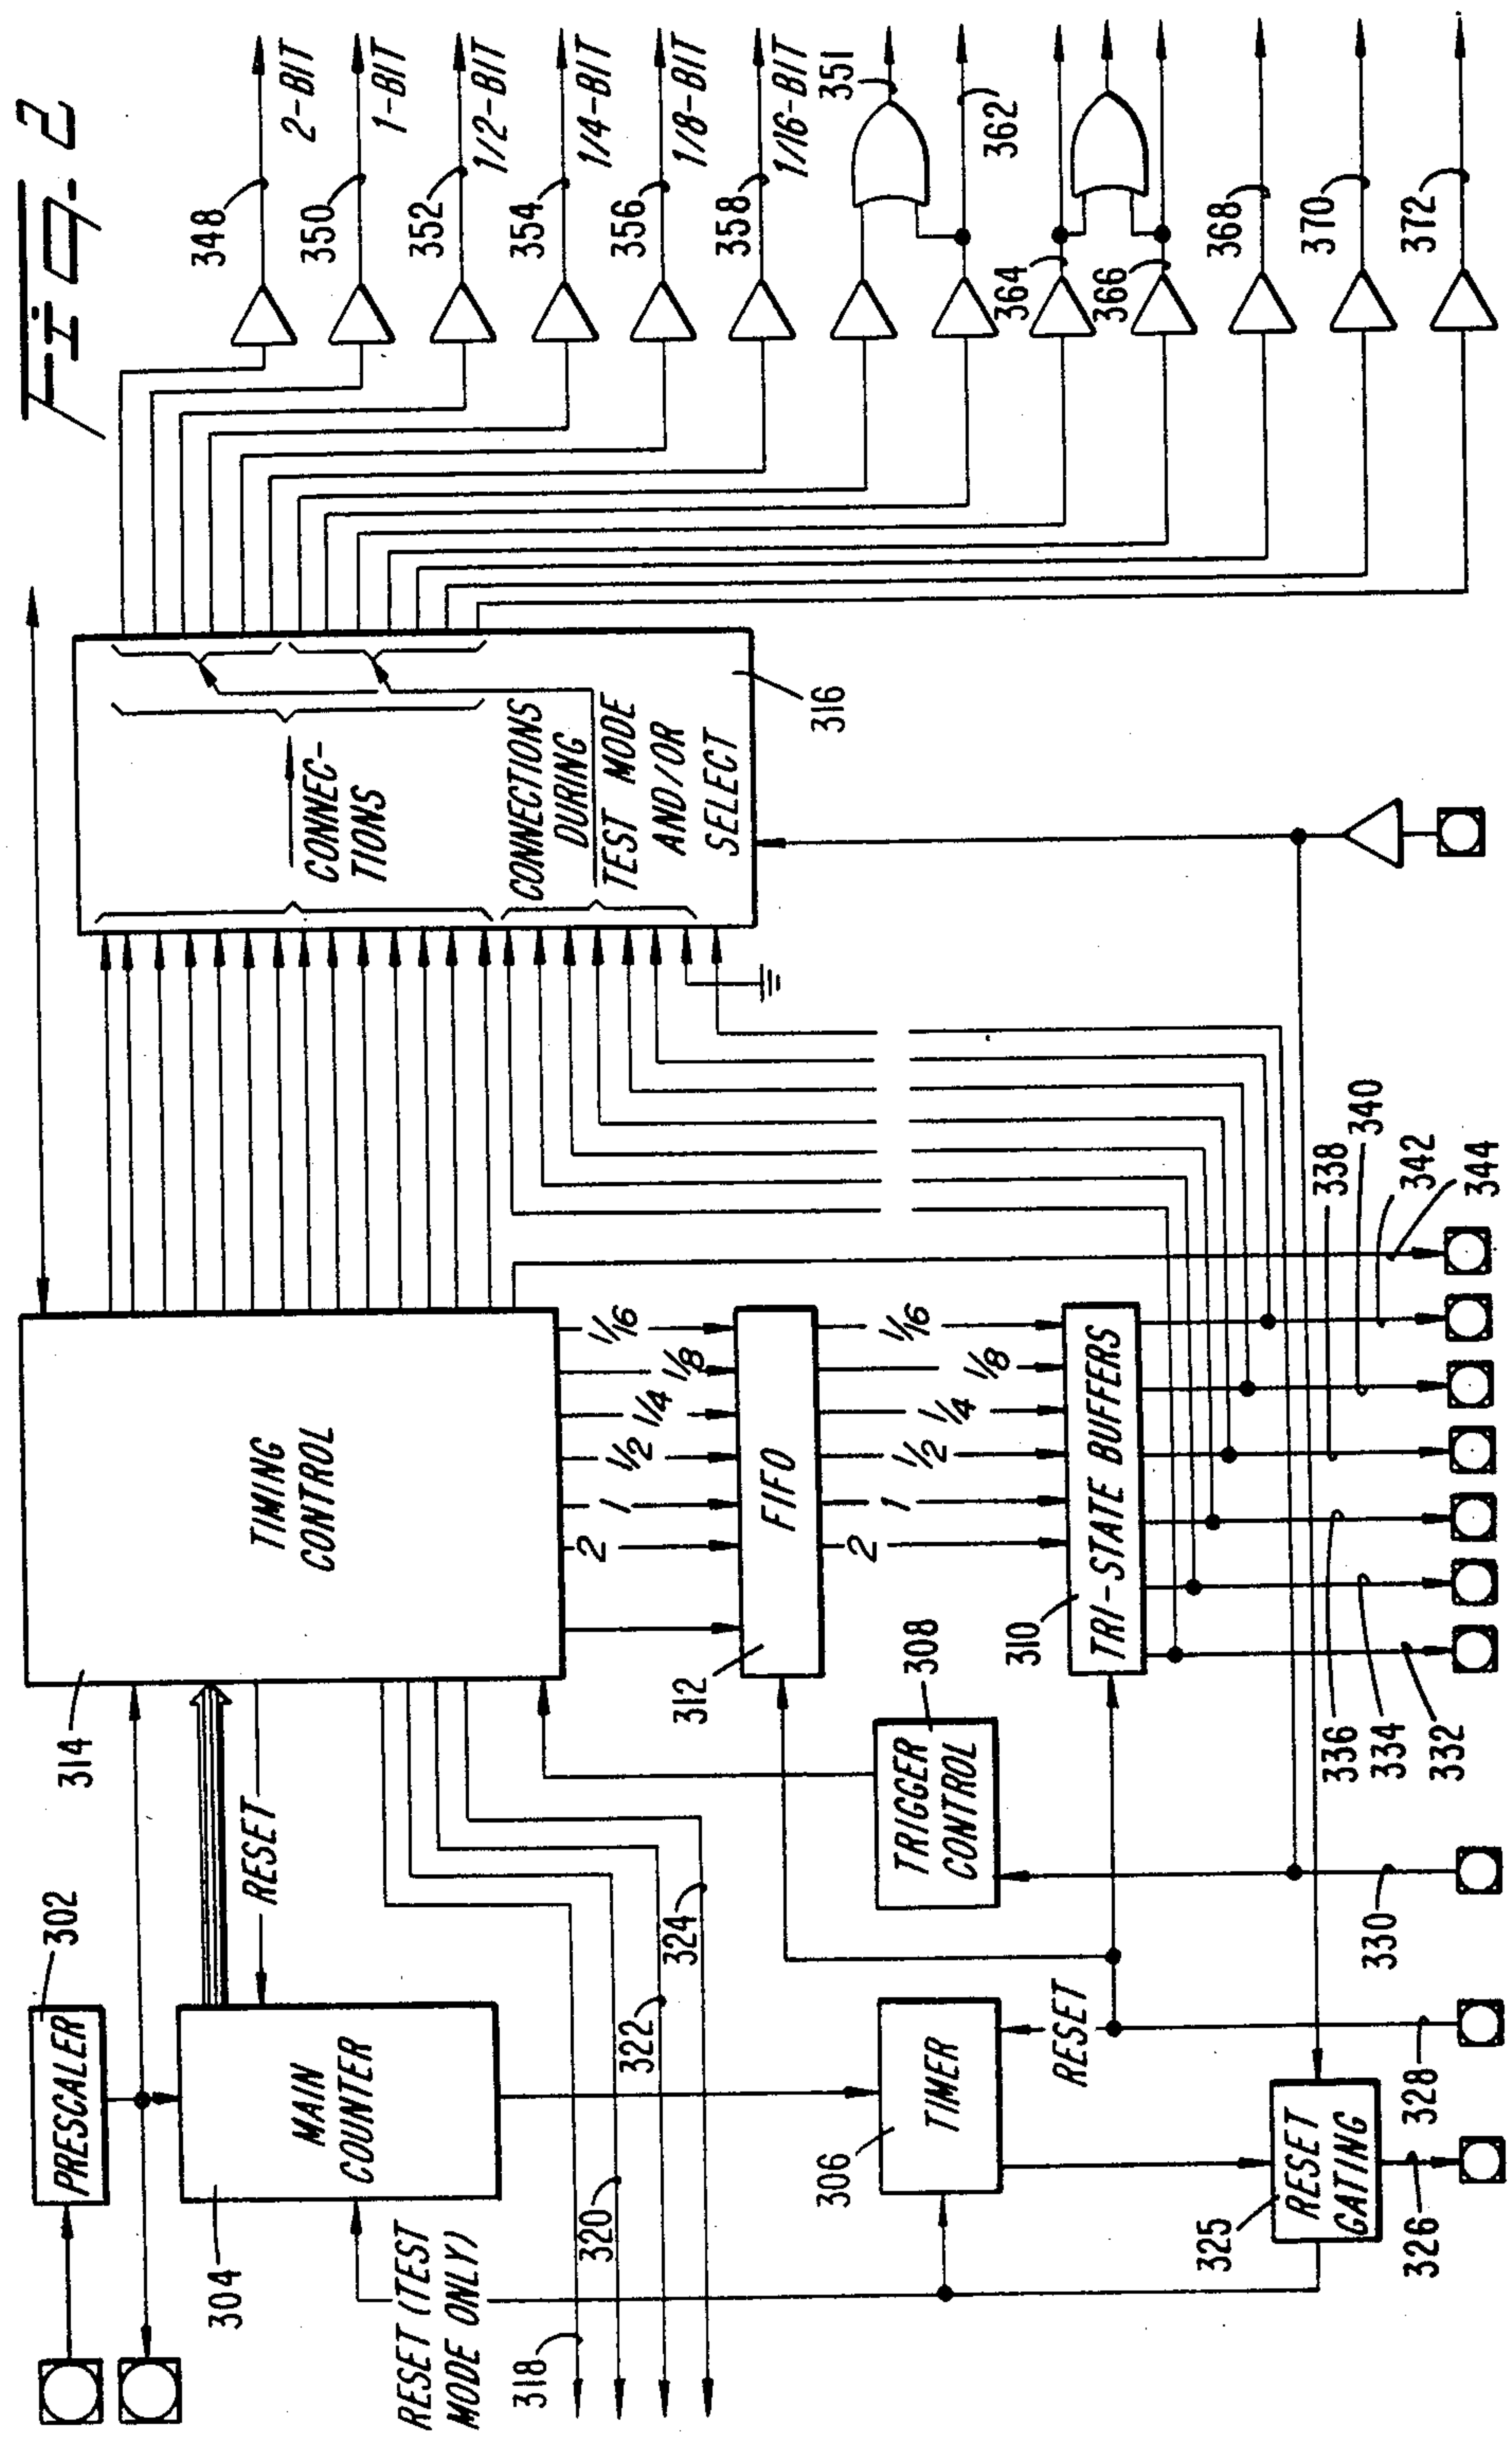 Fig. 2
348
2-BIT
350
1-BIT
352
1/2-BIT
354
1/4-BIT
356
1/8-BIT
358
1/16-BIT
351
362
364
366
368
370
372
CONNEC-
TIONS
CONNECTIONS
DURING
TEST MODE
AND/OR
SELECT
316
TIMING
CONTROL
314
1/16
1/8
1/4
1/2
1
2
FIFO
312
1/16
1/8
1/4
1/2
1
2
TRI-STATE BUFFERS
310
TRIGGER
CONTROL
308
338
340
342
344
336
334
332
330
PRESCALER
302
RESET
MAIN
COUNTER
304
RESET (TEST
MODE ONLY)
318
320
322
324
TIMER
306
RESET
RESET
GATING
325
326
328